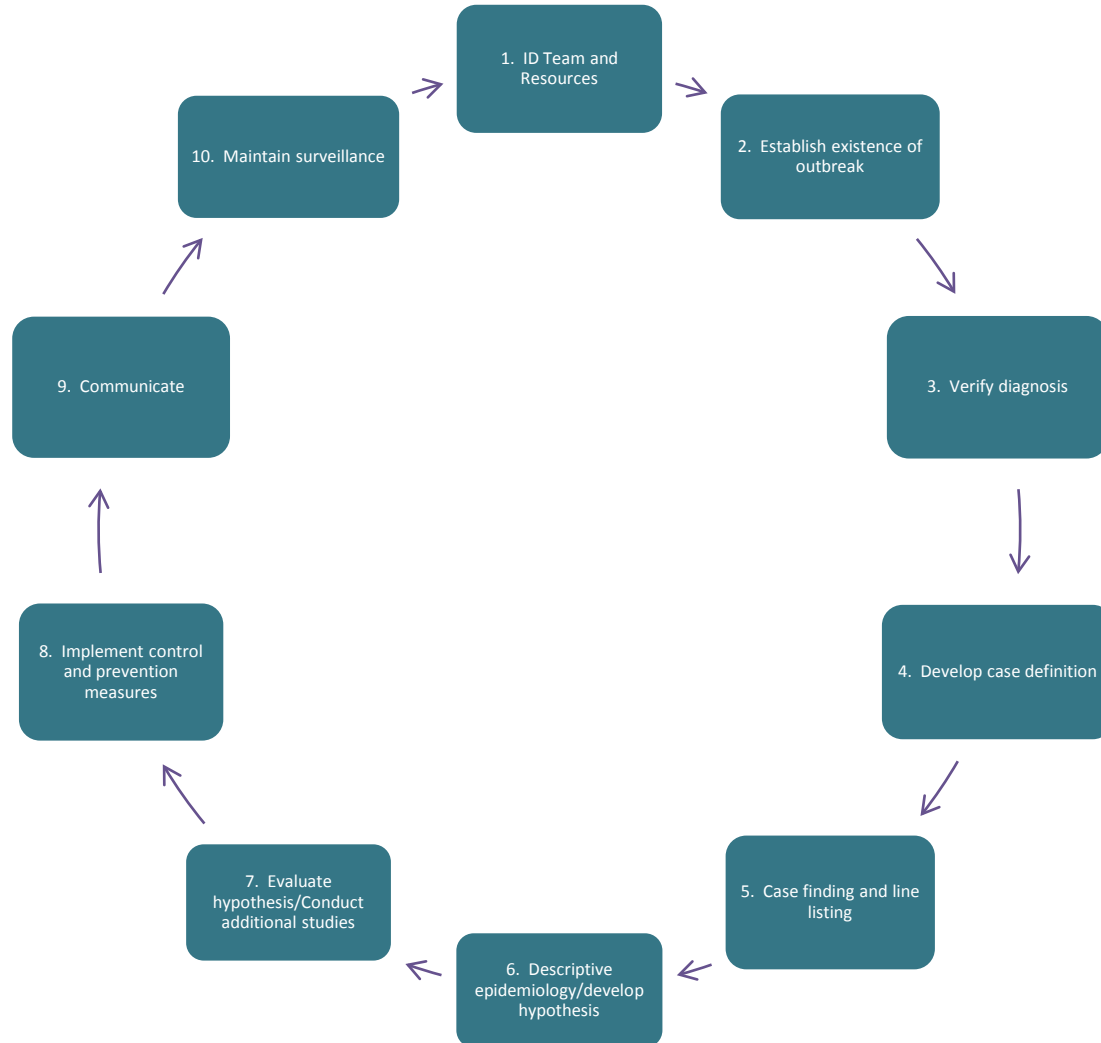 1. ID Team and
Resources
2. Establish existence of
outbreak
3. Verify diagnosis
4. Develop case definition
5. Case finding and line
listing
6. Descriptive
epidemiology/develop
hypothesis
7. Evaluate
hypothesis/Conduct
additional studies
8. Implement control
and prevention
measures
9. Communicate
10. Maintain surveillance